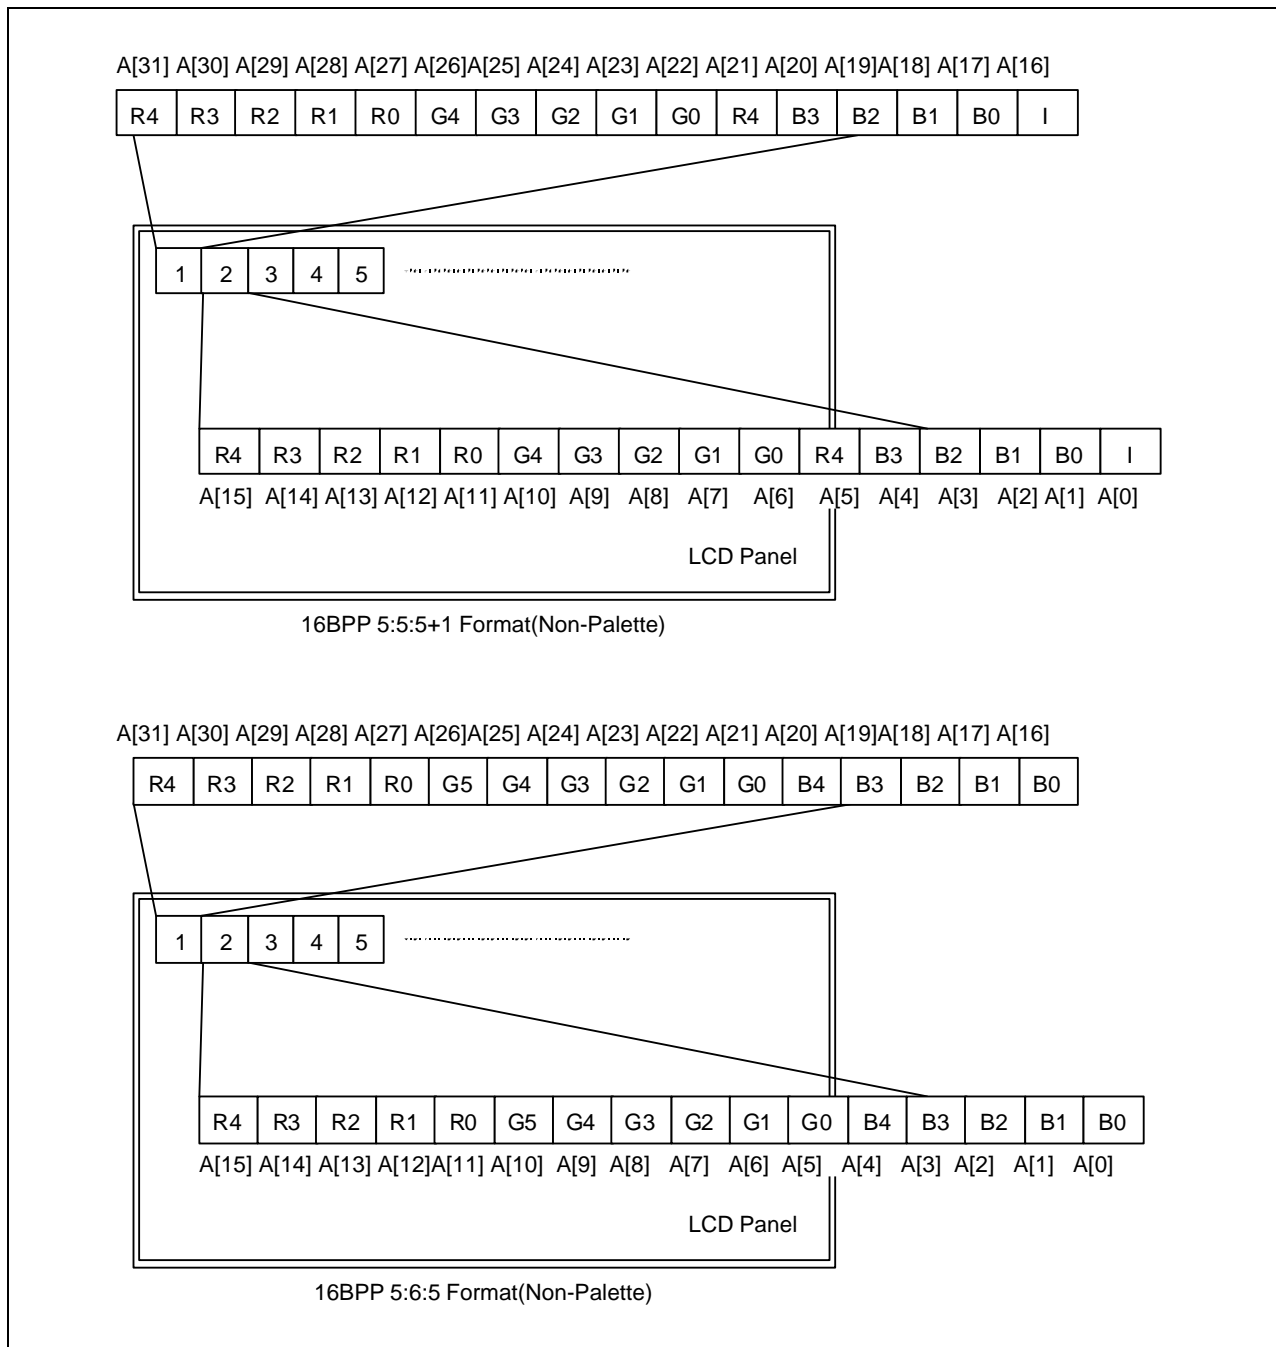 A[31] A[30] A[29] A[28] A[27] A[26]A[25] A[24] A[23] A[22] A[21] A[20] A[19]A[18] A[17] A[16]
R4 R3 R2 R1 R0 G4 G3 G2 G1 G0 R4 B3 B2 B1 B0 I
1 2 3 4 5
R4 R3 R2 R1 R0 G4 G3 G2 G1 G0 R4 B3 B2 B1 B0 I
A[15] A[14] A[13] A[12] A[11] A[10] A[9] A[8] A[7] A[6] A[5] A[4] A[3] A[2] A[1] A[0]
LCD Panel
16BPP 5:5:5+1 Format(Non-Palette)
A[31] A[30] A[29] A[28] A[27] A[26]A[25] A[24] A[23] A[22] A[21] A[20] A[19]A[18] A[17] A[16]
R4 R3 R2 R1 R0 G5 G4 G3 G2 G1 G0 B4 B3 B2 B1 B0
1 2 3 4 5
R4 R3 R2 R1 R0 G5 G4 G3 G2 G1 G0 B4 B3 B2 B1 B0
A[15] A[14] A[13] A[12]A[11] A[10] A[9] A[8] A[7] A[6] A[5] A[4] A[3] A[2] A[1] A[0]
LCD Panel
16BPP 5:6:5 Format(Non-Palette)